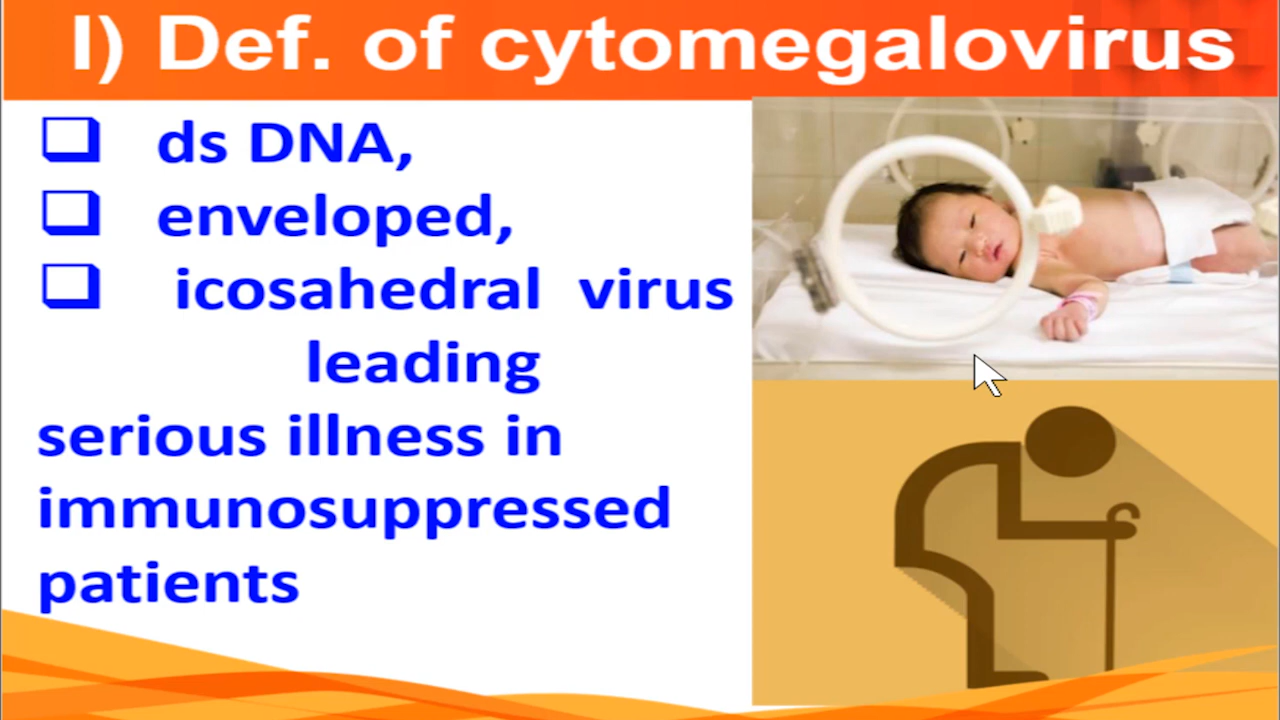 I) Def. of cytomegalovirus
ds DNA,
enveloped,
icosahedral virus
leading
serious illness in
immunosuppressed
patients